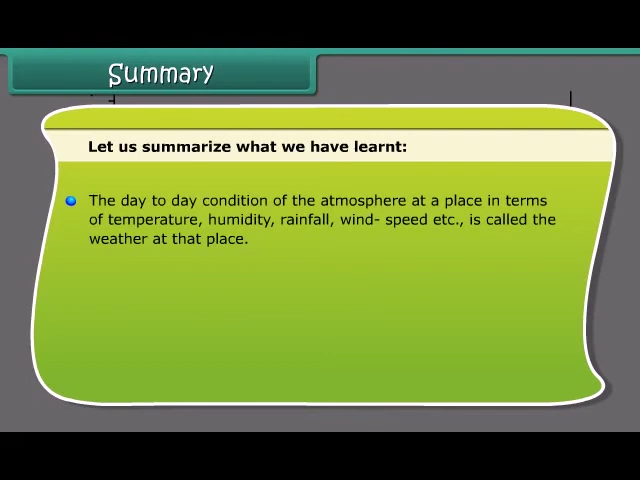 Summary
Let us summarize what we have learnt:
The day to day condition of the atmosphere at a place in terms
of temperature, humidity, rainfall, wind- speed etc., is called the
weather at that place.